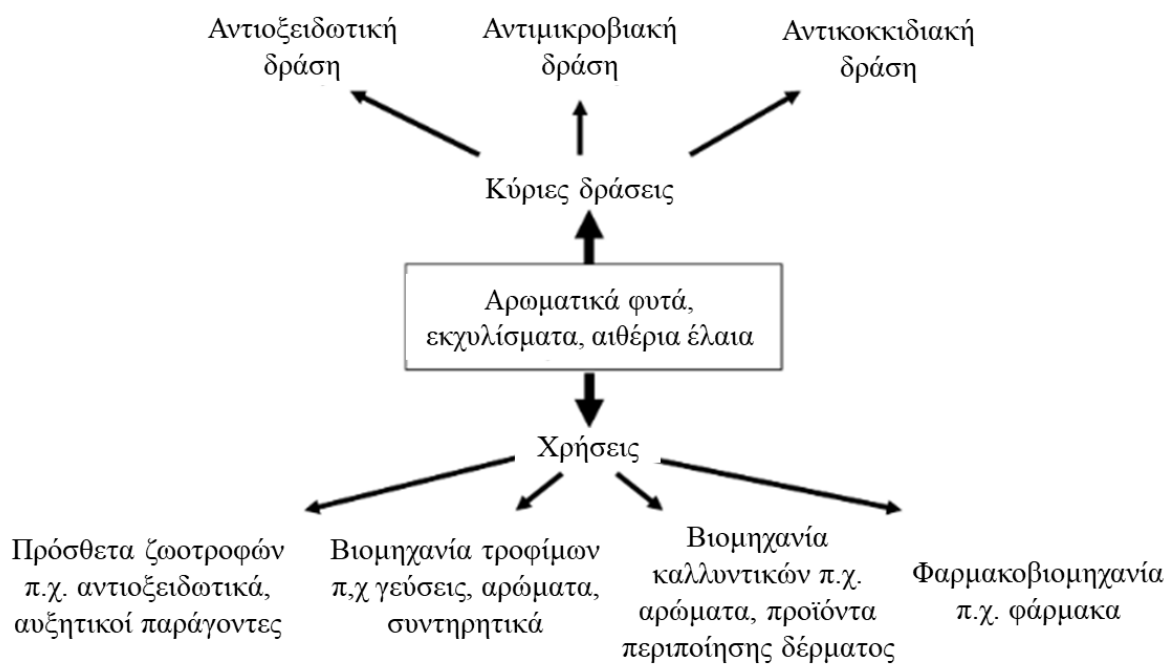 Αντιοξειδωτική
δράση
Αντιμικροβιακή
δράση
Αντικοκκιδιακή
δράση
Κύριες δράσεις
Αρωματικά φυτά,
εκχυλίσματα, αιθέρια έλαια
Χρήσεις
Πρόσθετα ζωοτροφών
π.χ. αντιοξειδωτικά,
αυξητικοί παράγοντες
Βιομηχανία τροφίμων
π,χ γεύσεις, αρώματα,
συντηρητικά
Βιομηχανία
καλλυντικών π.χ.
αρώματα, προϊόντα
περιποίησης δέρματος
Φαρμακοβιομηχανία
π.χ. φάρμακα